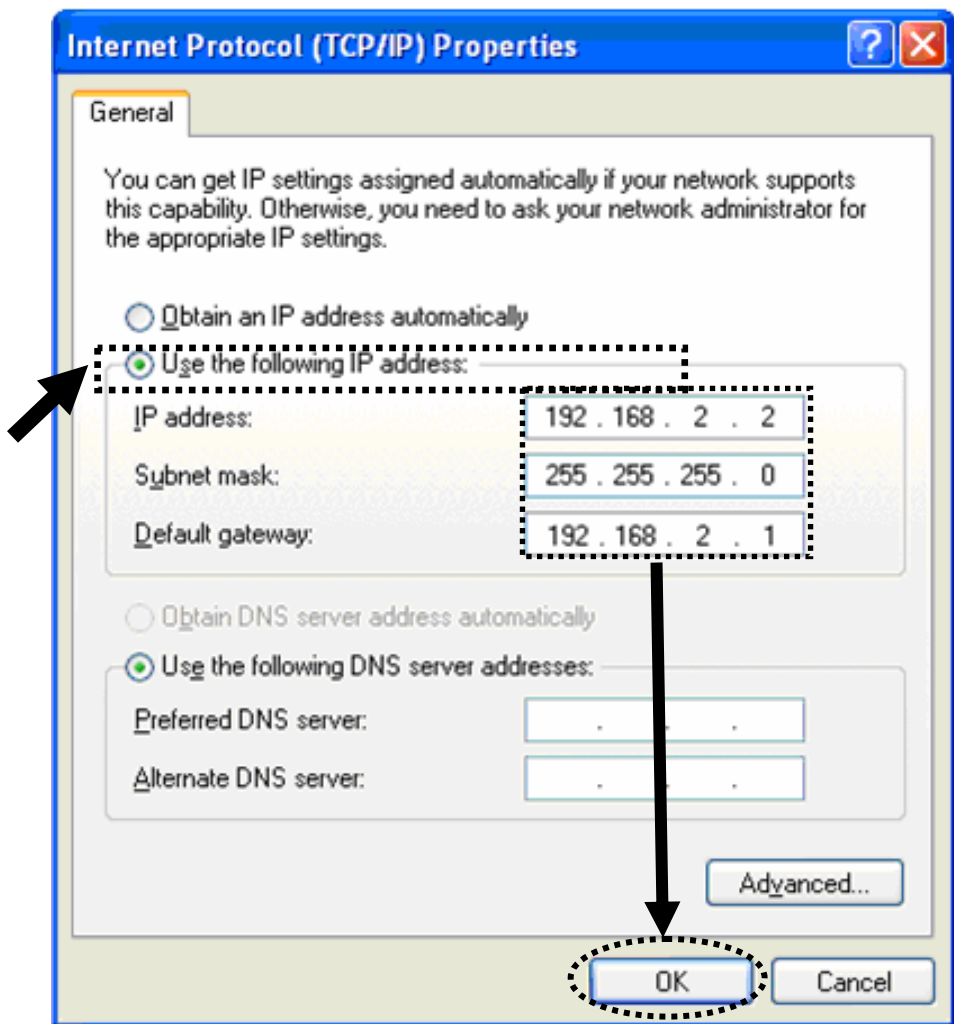 Internet Protocol (TCP/IP) Properties
General
You can get IP settings assigned automatically if your network supports
this capability. Otherwise, you need to ask your network administrator for
the appropriate IP settings.
Obtain an IP address automatically
Use the following IP address:
IP address: 192 . 168 . 2 . 2
Subnet mask: 255 . 255 . 255 . 0
Default gateway: 192 . 168 . 2 . 1
Obtain DNS server address automatically
Use the following DNS server addresses:
Preferred DNS server: . . .
Alternate DNS server: . . .
Advanced...
OK Cancel